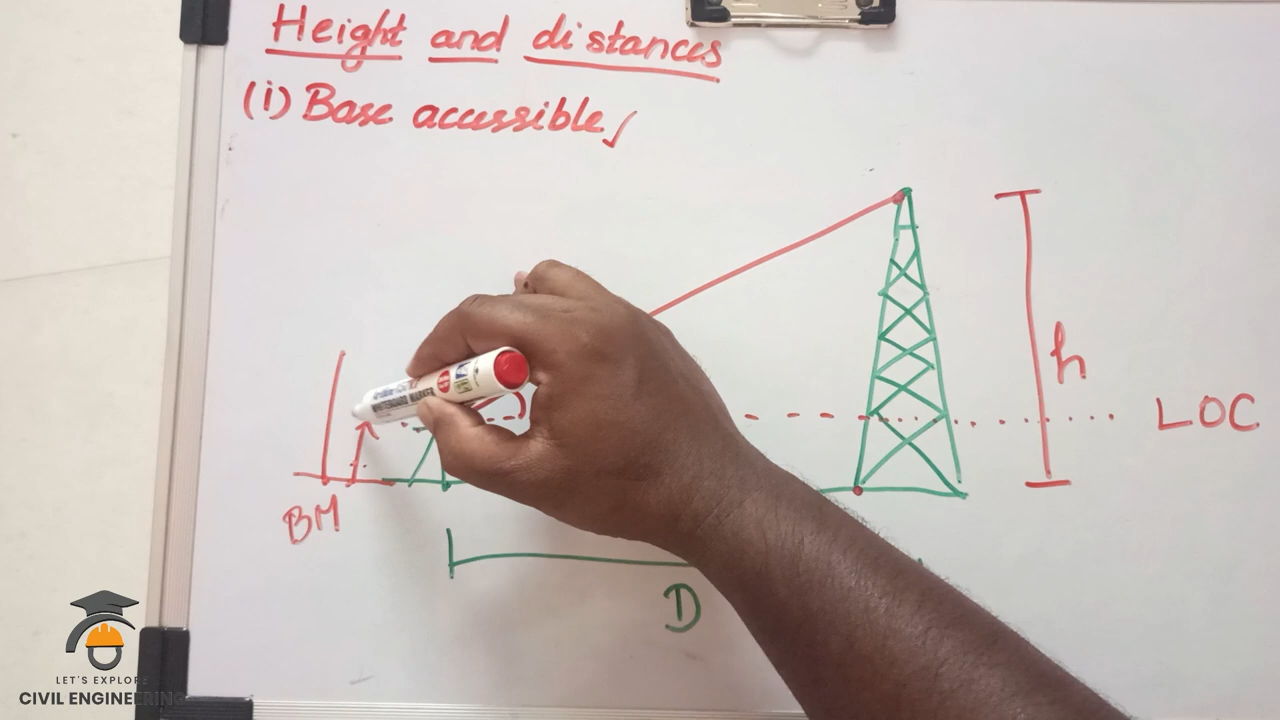 Height and distances
(i) Base accessible
h
LOC
BM
D
LET'S EXPLORE
CIVIL ENGINEERING